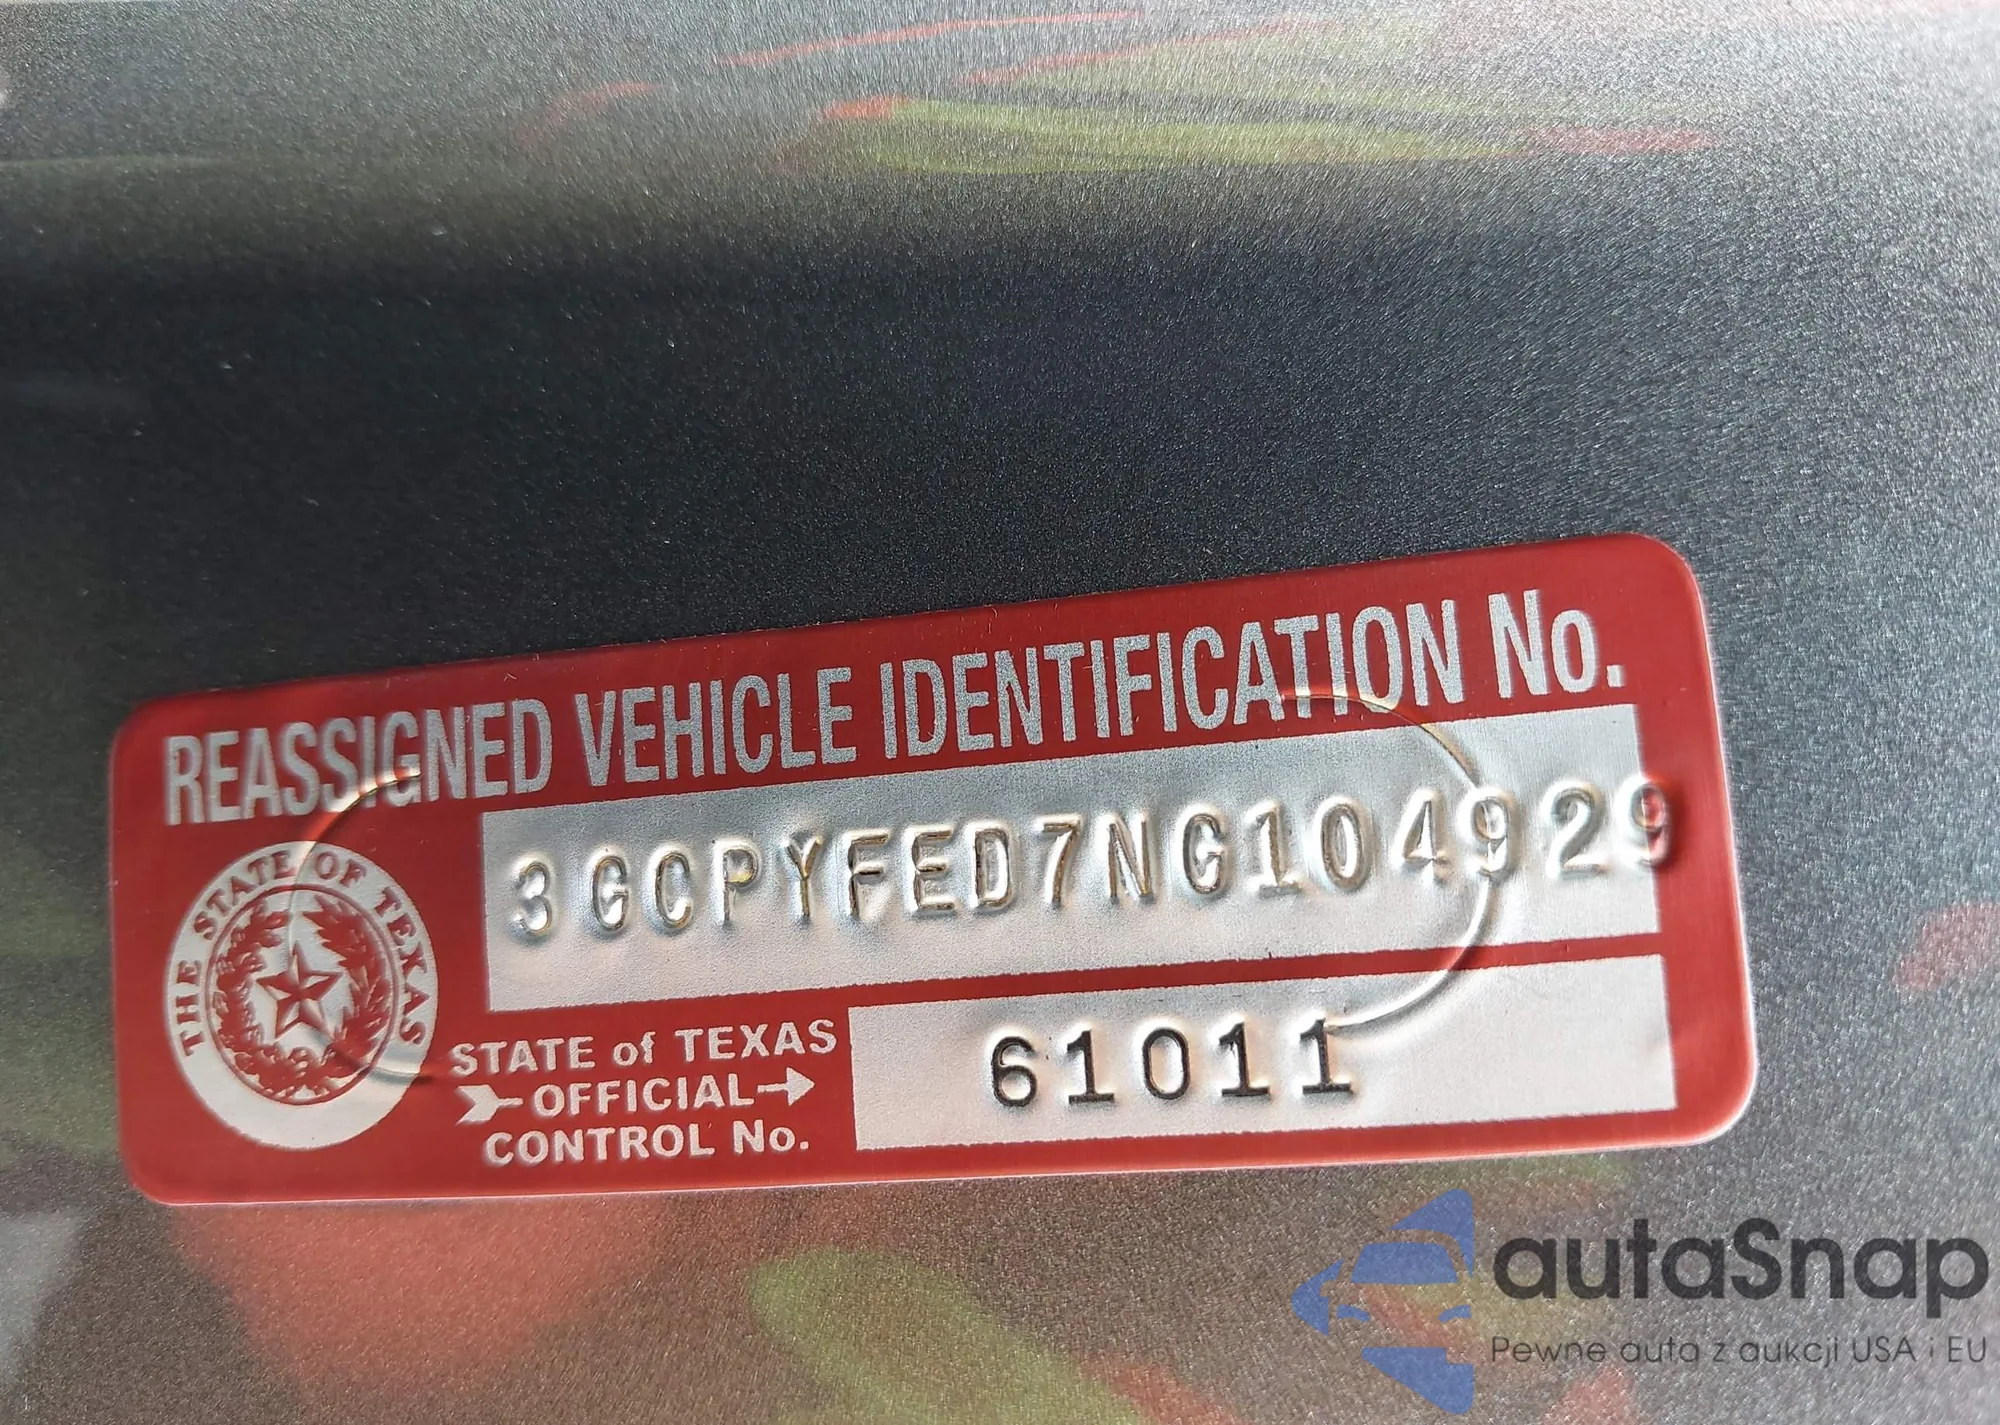 REASSIGNED VEHICLE IDENTIFICATION No.
3GCPYFED7NG104929
THE STATE OF TEXAS
STATE of TEXAS
OFFICIAL
CONTROL No.
61011
autaSnap
Pewne auta z aukcji USA i EU